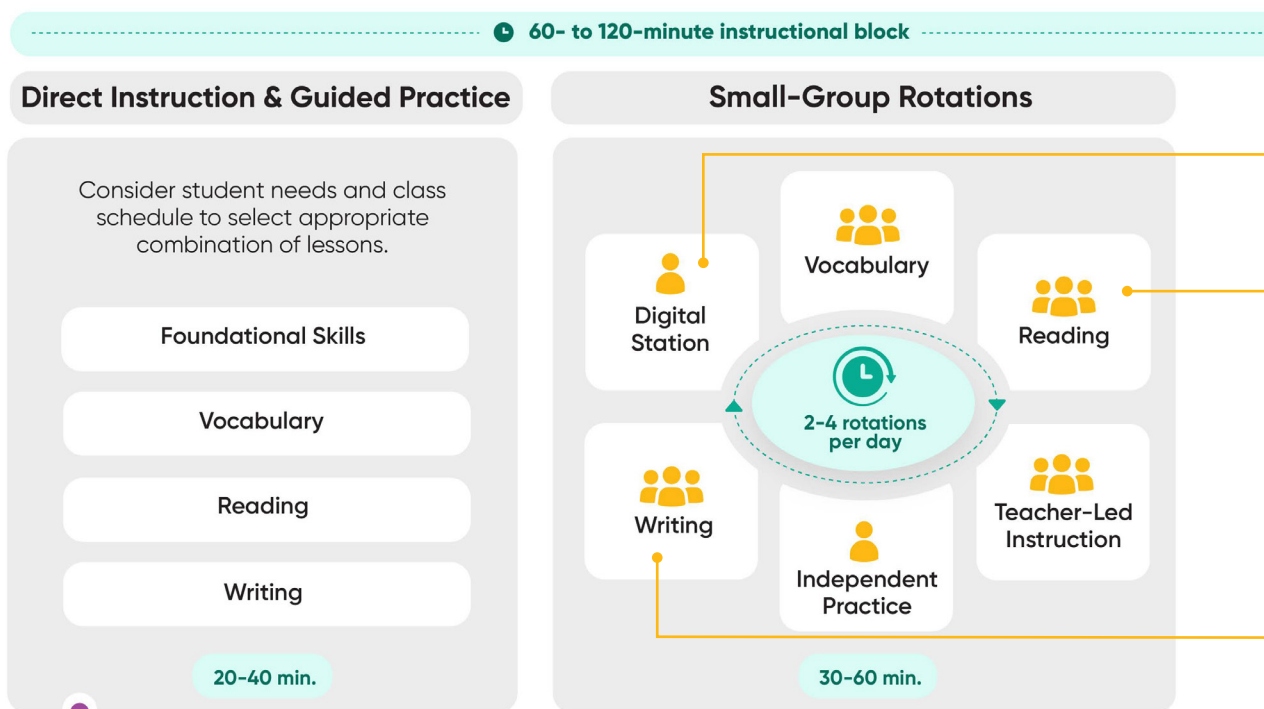 60- to 120-minute instructional block
Direct Instruction & Guided Practice
Consider student needs and class
schedule to select appropriate
combination of lessons.
Foundational Skills
Vocabulary
Reading
Writing
20-40 min.
Small-Group Rotations
Vocabulary
Digital
Station
Reading
2-4 rotations
per day
Writing
Teacher-Led
Instruction
Independent
Practice
30-60 min.